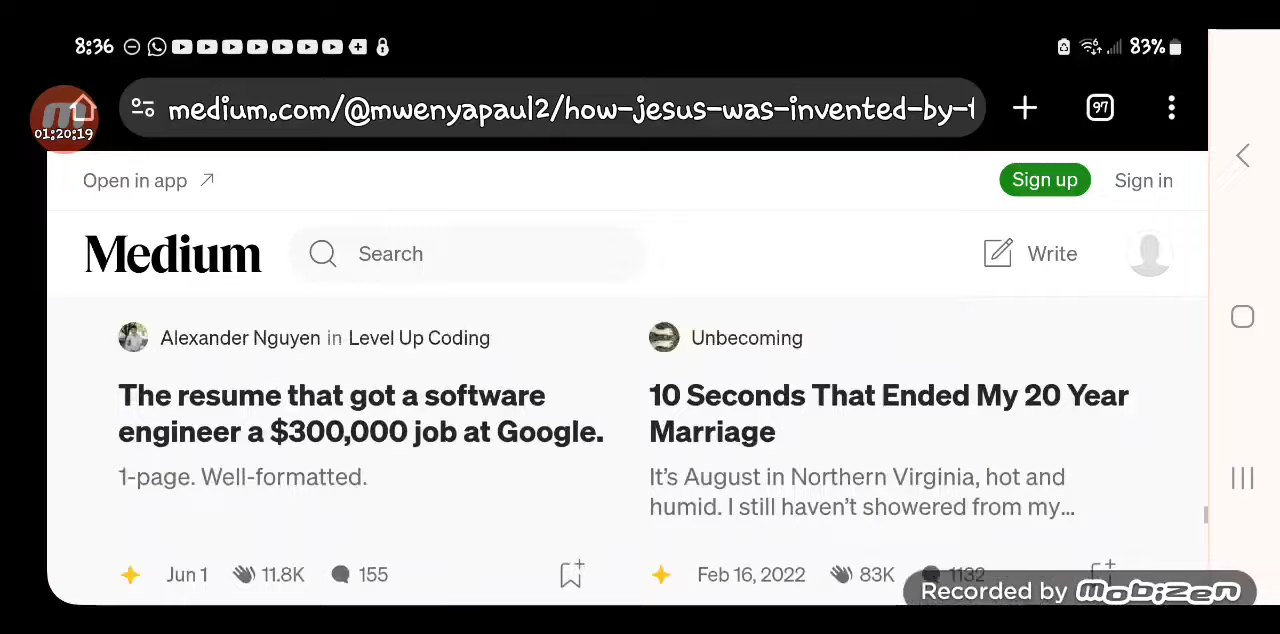 8:36
83%
01:20:19
medium.com/@mwenyapaul2/how-jesus-was-invented-by-
97
Open in app
Sign up
Sign in
Medium
Search
Write
Alexander Nguyen in Level Up Coding
The resume that got a software
engineer a $300,000 job at Google.
1-page. Well-formatted.
Jun 1
11.8K
155
Unbecoming
10 Seconds That Ended My 20 Year
Marriage
It's August in Northern Virginia, hot and
humid. I still haven't showered from my...
Feb 16, 2022
83K
1132
Recorded by mobizen